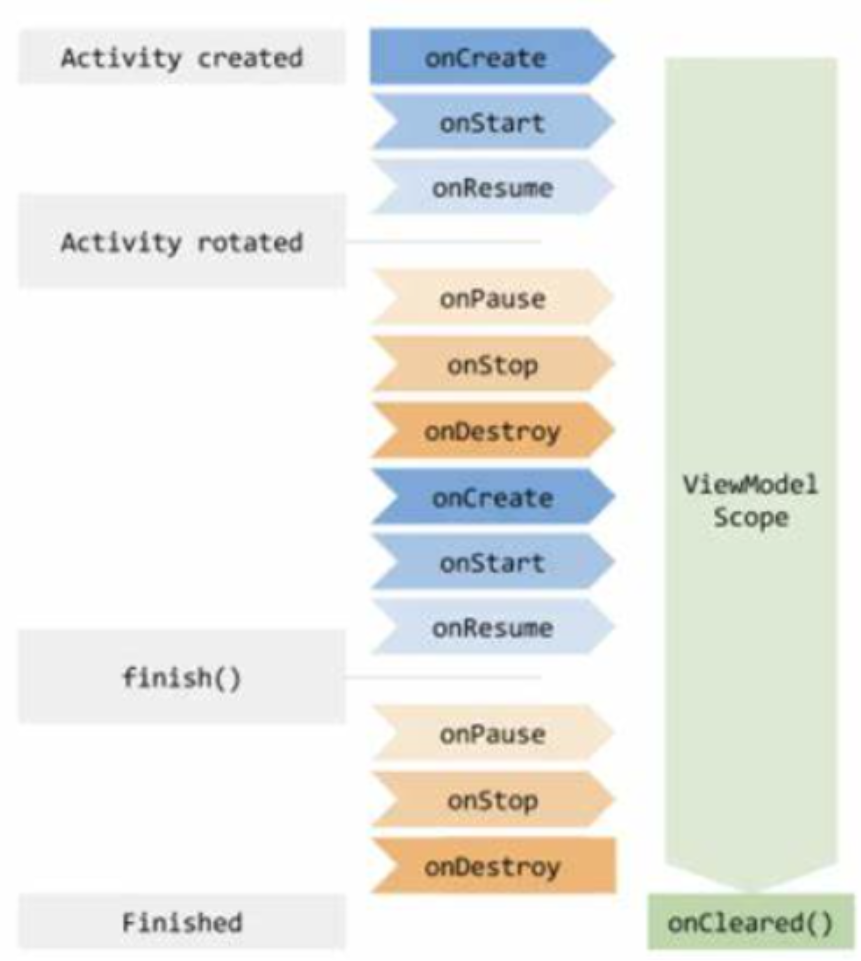 Activity created
onCreate
onStart
onResume
Activity rotated
onPause
onStop
onDestroy
onCreate
onStart
onResume
finish()
onPause
onStop
onDestroy
Finished
ViewModel
Scope
onCleared()